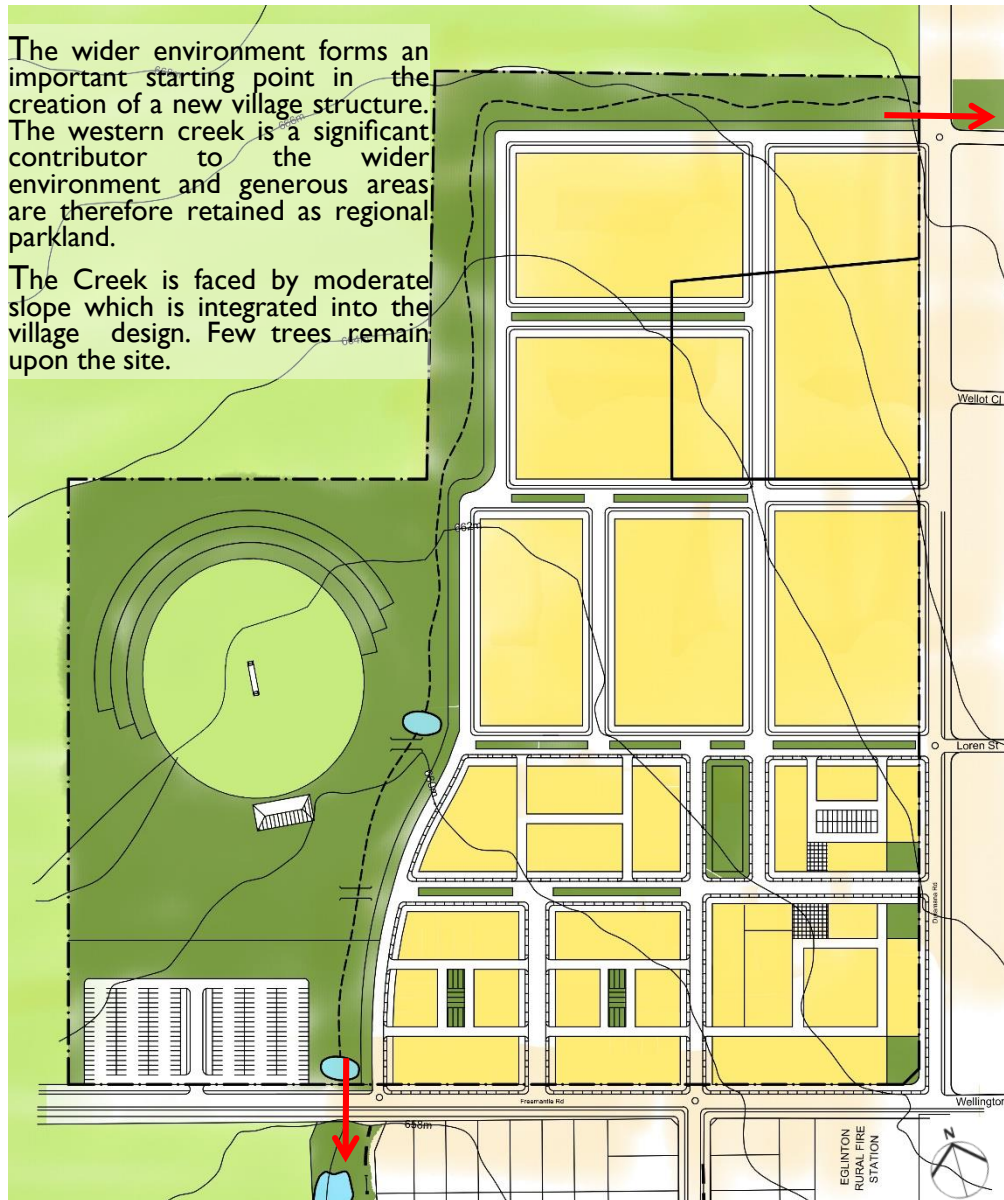 The wider environment forms an
important starting point in the
creation of a new village structure.
The western creek is a significant
contributor to the wider
environment and generous areas
are therefore retained as regional
parkland.
The Creek is faced by moderate
slope which is integrated into the
village design. Few trees remain
upon the site.
666m
664m
662m
Wellot Cl
Loren St
Freemantle Rd
Wellington
658m
EGLINTON
RURAL FIRE
STATION
N